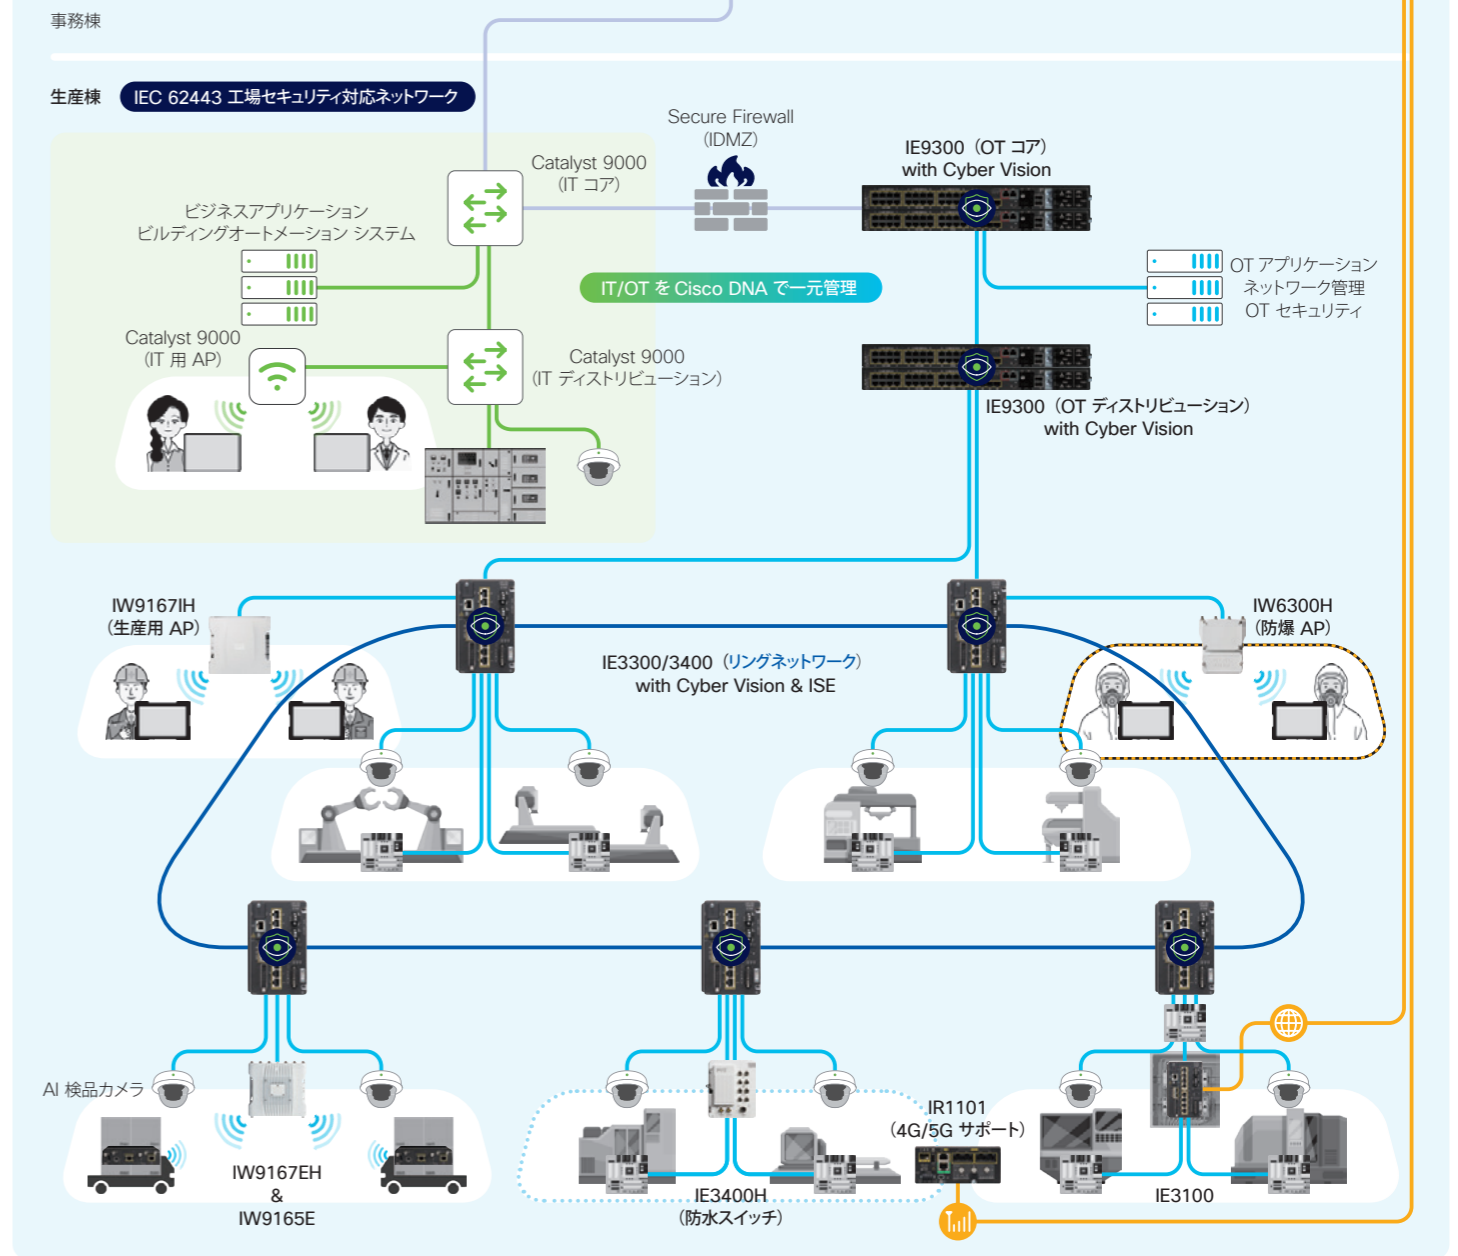 事務棟
生産棟
IEC 62443 工場セキュリティ対応ネットワーク
Secure Firewall
（IDMZ）
IE9300（OT コア）
with Cyber Vision
Catalyst 9000
（IT コア）
ビジネスアプリケーション
ビルディングオートメーション システム
OT アプリケーション
ネットワーク管理
OT セキュリティ
IT/OT を Cisco DNA で一元管理
Catalyst 9000
（IT 用 AP）
Catalyst 9000
（IT ディストリビューション）
IE9300（OT ディストリビューション）
with Cyber Vision
IW9167IH
（生産用 AP）
IW6300H
（防爆 AP）
IE3300/3400（リングネットワーク）
with Cyber Vision & ISE
AI 検品カメラ
IW9167EH
&
IW9165E
IE3400H
（防水スイッチ）
IR1101
（4G/5G サポート）
IE3100